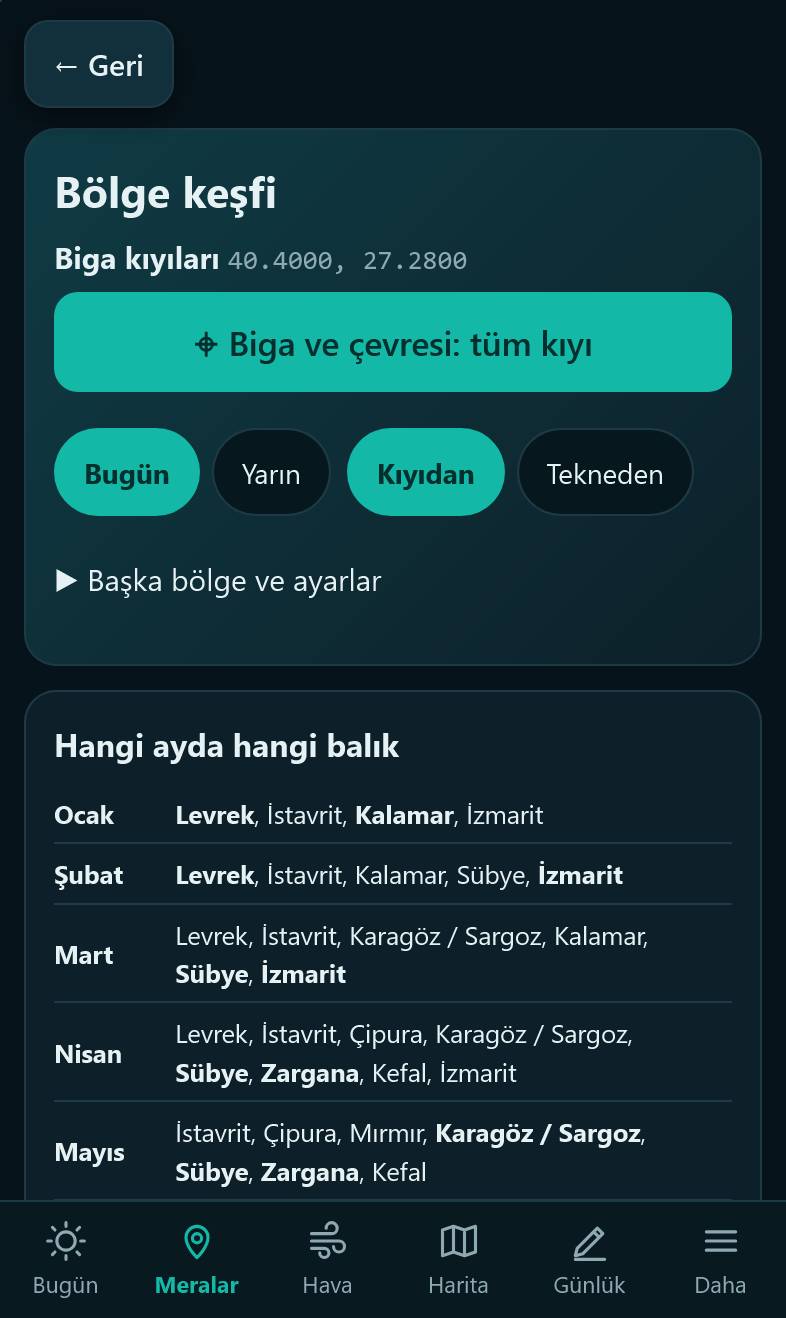 ← Geri
Bölge keşfi
Biga kıyıları 40.4000, 27.2800
⌖ Biga ve çevresi: tüm kıyı
Bugün Yarın Kıyıdan Tekneden
▶ Başka bölge ve ayarlar
Hangi ayda hangi balık
Ocak Levrek, İstavrit, Kalamar, İzmarit
Şubat Levrek, İstavrit, Kalamar, Sübye, İzmarit
Mart Levrek, İstavrit, Karagöz / Sargoz, Kalamar,
Sübye, İzmarit
Nisan Levrek, İstavrit, Çipura, Karagöz / Sargoz,
Sübye, Zargana, Kefal, İzmarit
Mayıs İstavrit, Çipura, Mırmır, Karagöz / Sargoz,
Sübye, Zargana, Kefal
Bugün Meralar Hava Harita Günlük Daha